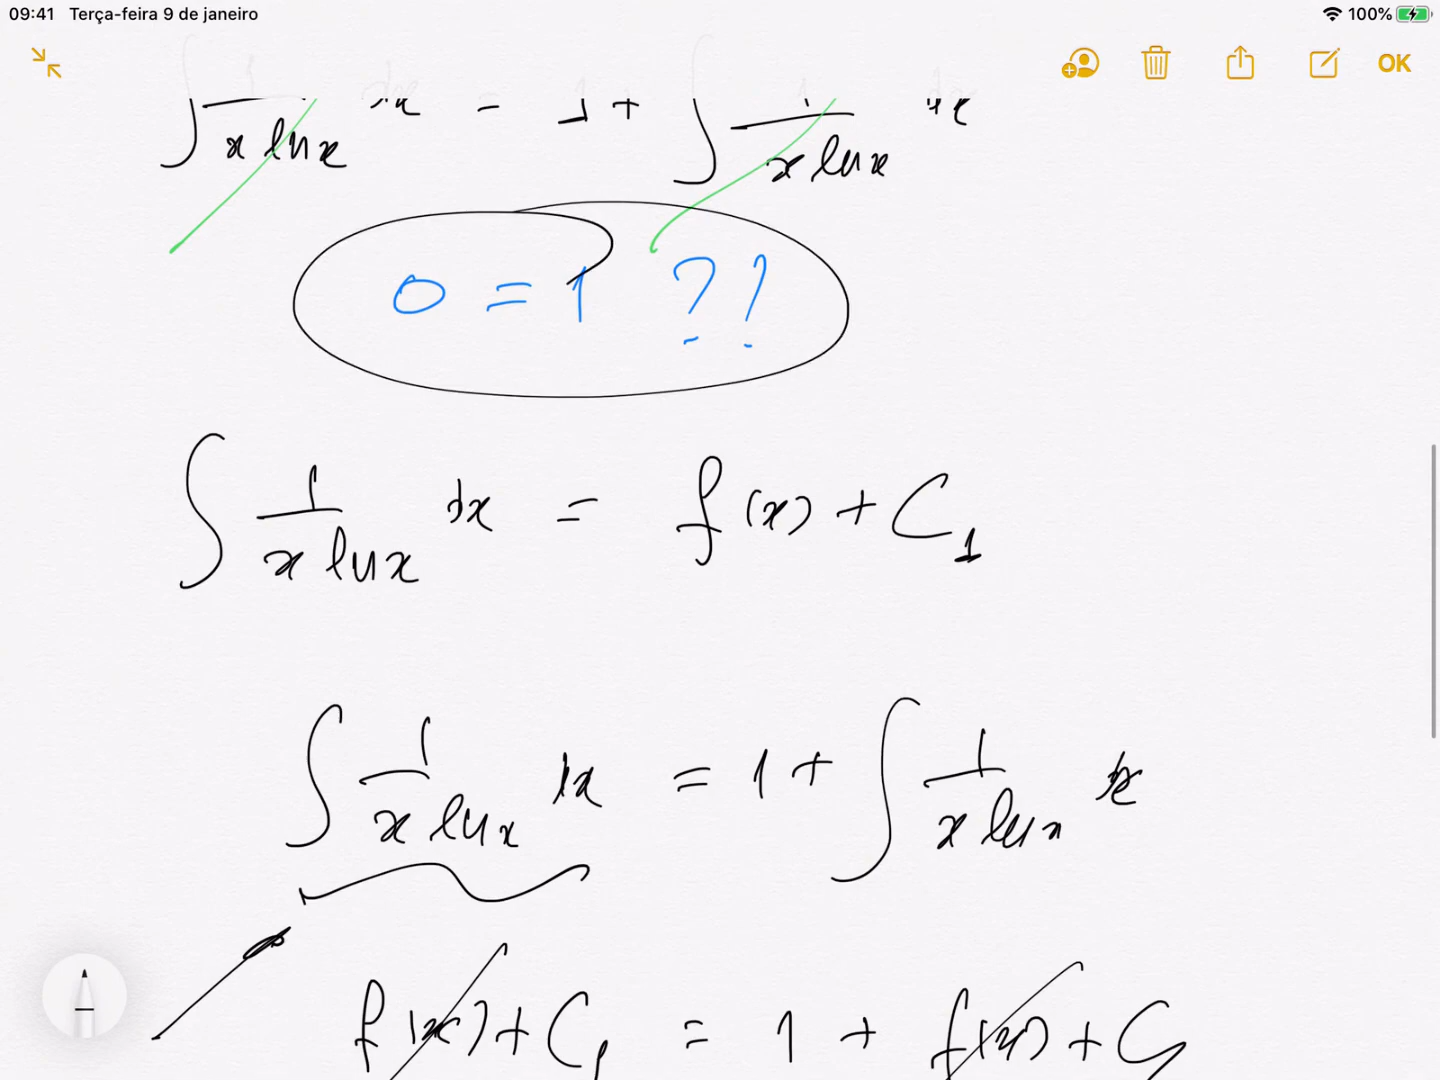 09:41 Terça-feira 9 de janeiro 100%
OK
∫ 1/(x ln x) dx = 1 + ∫ 1/(x ln x) dx
0 = 1 ?!
∫ 1/(x ln x) dx = f(x) + C₁
∫ 1/(x ln x) dx = 1 + ∫ 1/(x ln x) dx
f(x) + C₁ = 1 + f(x) + C